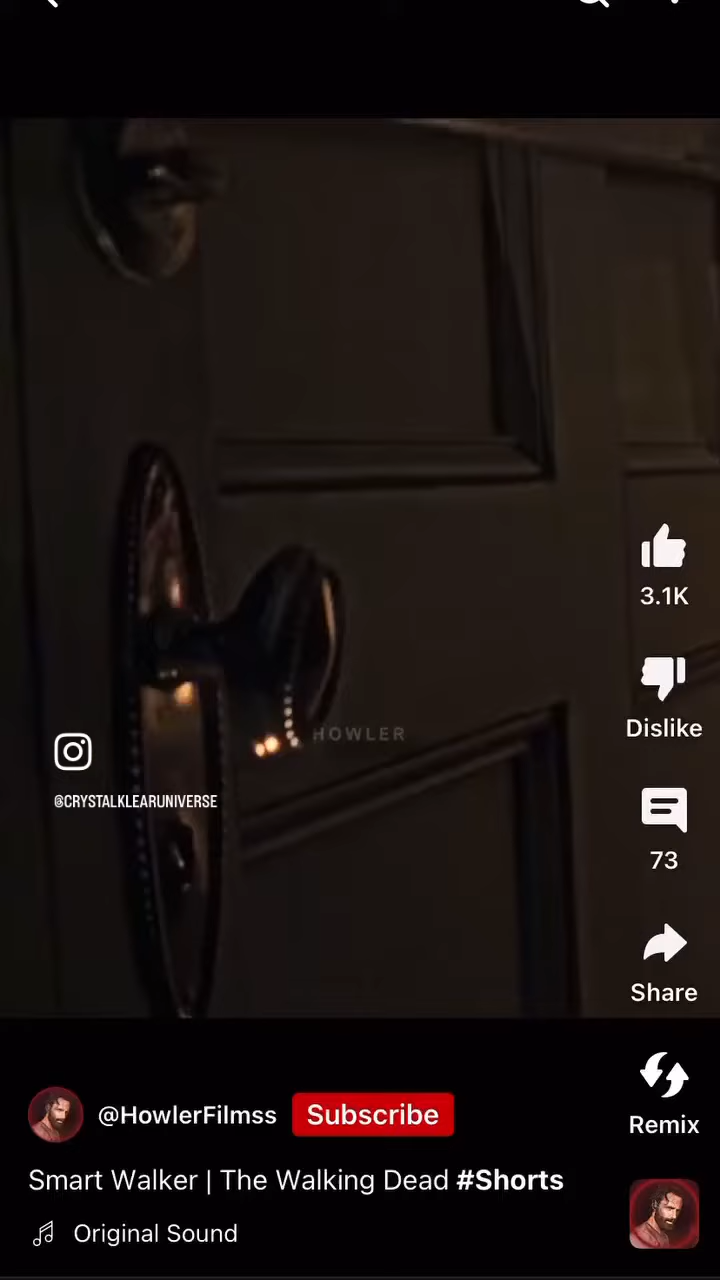 HOWLER
@CRYSTALKLEARUNIVERSE
3.1K
Dislike
73
Share
Remix
@HowlerFilmss
Subscribe
Smart Walker | The Walking Dead #Shorts
Original Sound